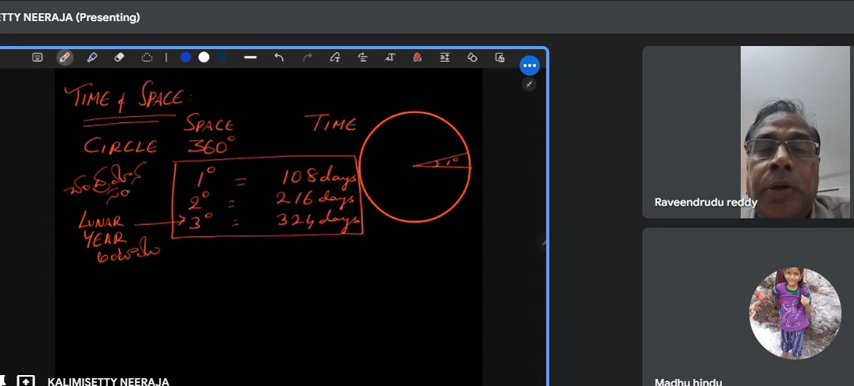 ETTY NEERAJA (Presenting)
TIME & SPACE:
SPACE TIME
CIRCLE 360°
1° = 108 days
2° = 216 days
LUNAR → 3° = 324 days
YEAR
1°
Raveendrudu reddy
KALIMISETTY NEERAJA
Madhu hindu